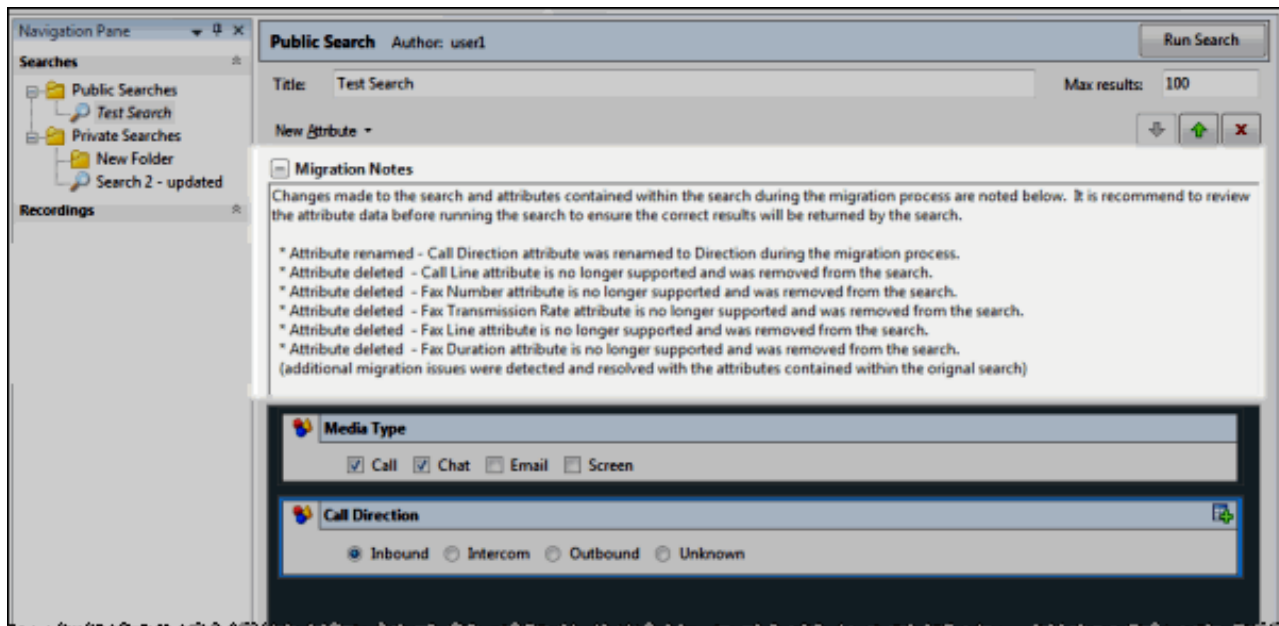 Navigation Pane
Searches
Public Searches
Test Search
Private Searches
New Folder
Search 2 - updated
Recordings
Public Search Author: user1
Run Search
Title: Test Search
Max results: 100
New Attribute
Migration Notes
Changes made to the search and attributes contained within the search during the migration process are noted below. It is recommend to review
the attribute data before running the search to ensure the correct results will be returned by the search.
* Attribute renamed - Call Direction attribute was renamed to Direction during the migration process.
* Attribute deleted - Call Line attribute is no longer supported and was removed from the search.
* Attribute deleted - Fax Number attribute is no longer supported and was removed from the search.
* Attribute deleted - Fax Transmission Rate attribute is no longer supported and was removed from the search.
* Attribute deleted - Fax Line attribute is no longer supported and was removed from the search.
* Attribute deleted - Fax Duration attribute is no longer supported and was removed from the search.
(additional migration issues were detected and resolved with the attributes contained within the orignal search)
Media Type
Call Chat Email Screen
Call Direction
Inbound Intercom Outbound Unknown